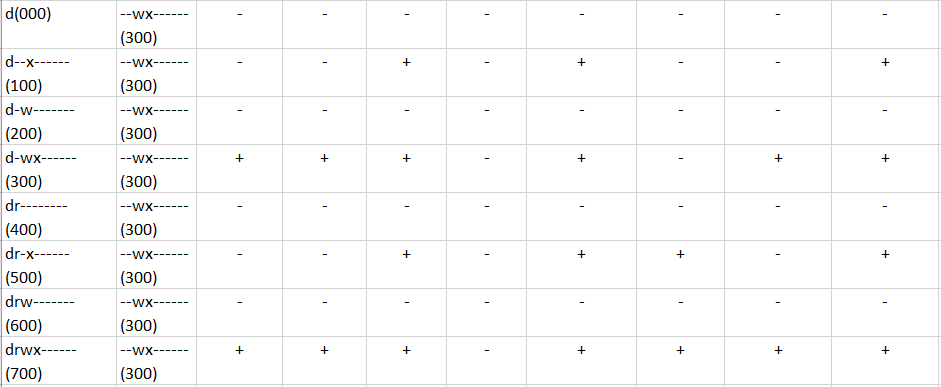 d(000) --wx------ - - - - - - - -
(300)
d--x------ --wx------ - - + - + - - +
(100) (300)
d-w------- --wx------ - - - - - - - -
(200) (300)
d-wx------ --wx------ + + + - + - + +
(300) (300)
dr-------- --wx------ - - - - - - - -
(400) (300)
dr-x------ --wx------ - - + - + + - +
(500) (300)
drw------- --wx------ - - - - - - - -
(600) (300)
drwx------ --wx------ + + + - + + + +
(700) (300)